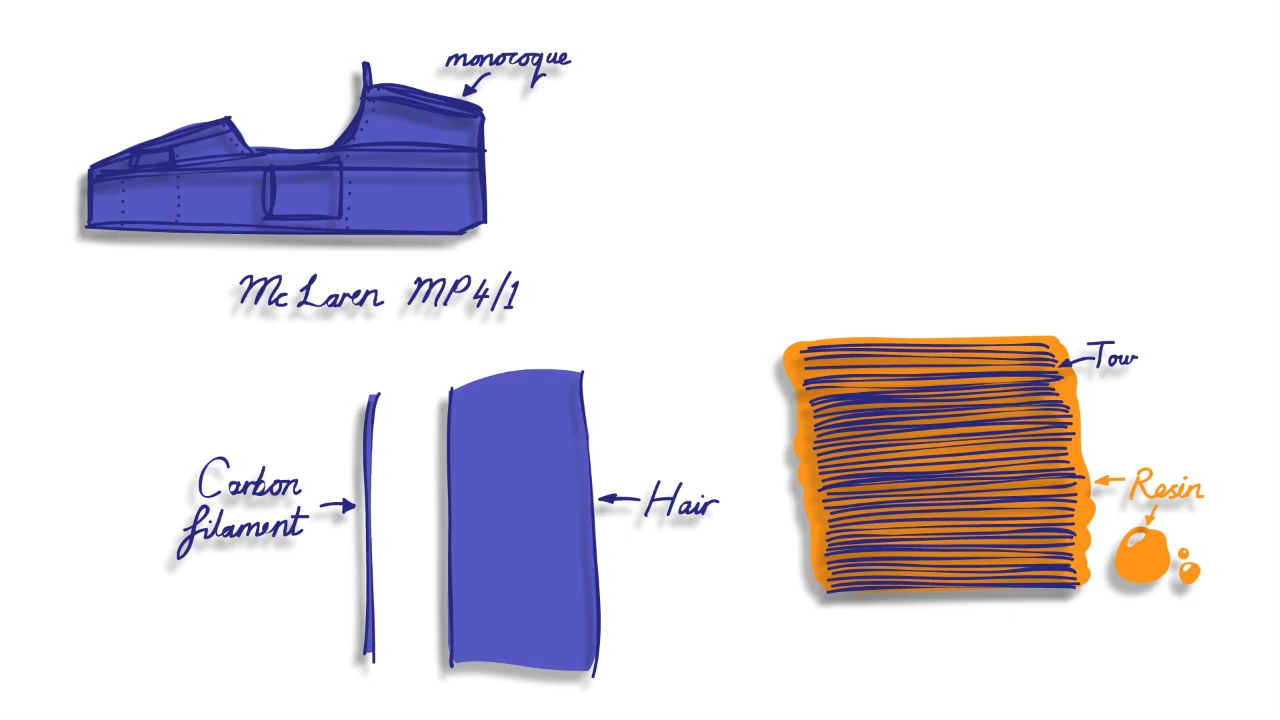 monocoque
McLaren MP4/1
Tow
Carbon
filament
Hair
Resin